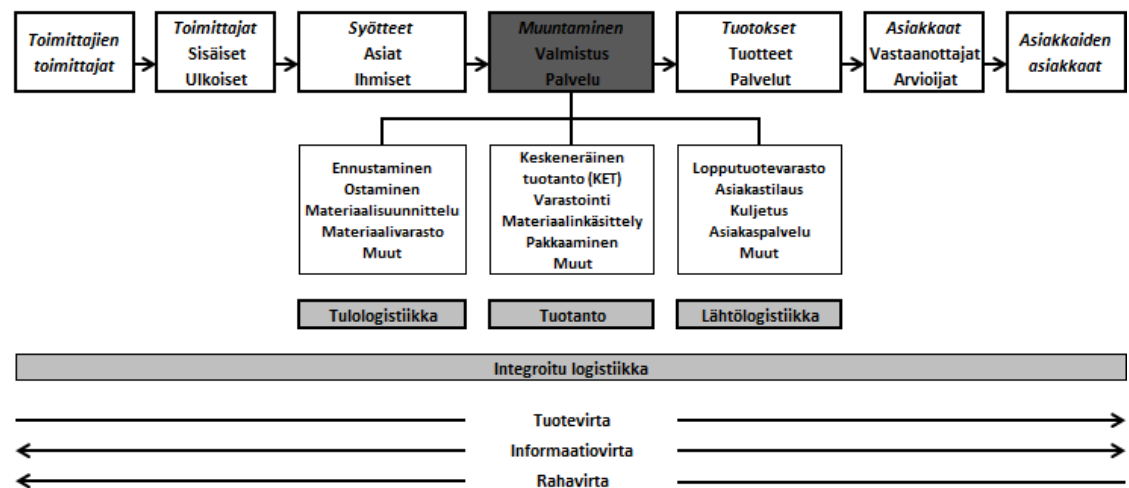 Toimittajien
toimittajat
Toimittajat
Sisäiset
Ulkoiset
Syötteet
Asiat
Ihmiset
Muuntaminen
Valmistus
Palvelu
Tuotokset
Tuotteet
Palvelut
Asiakkaat
Vastaanottajat
Arvioijat
Asiakkaiden
asiakkaat
Ennustaminen
Ostaminen
Materiaalisuunnittelu
Materiaalivarasto
Muut
Keskeneräinen
tuotanto (KET)
Varastointi
Materiaalinkäsittely
Pakkaaminen
Muut
Lopputuotevarasto
Asiakastilaus
Kuljetus
Asiakaspalvelu
Muut
Tulologistiikka
Tuotanto
Lähtölogistiikka
Integroitu logistiikka
Tuotevirta
Informaatiovirta
Rahavirta